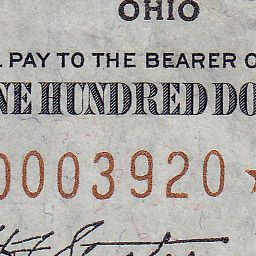 OHIO
PAY TO THE BEARER O
NE HUNDRED DO
0003920 ★